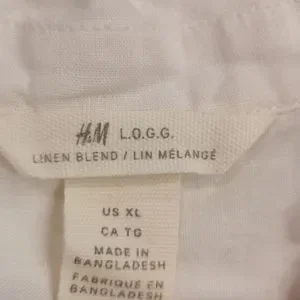 H&M L.O.G.G.
LINEN BLEND / LIN MÉLANGÉ
US XL
CA TG
MADE IN
BANGLADESH
FABRIQUÉ EN
BANGLADESH